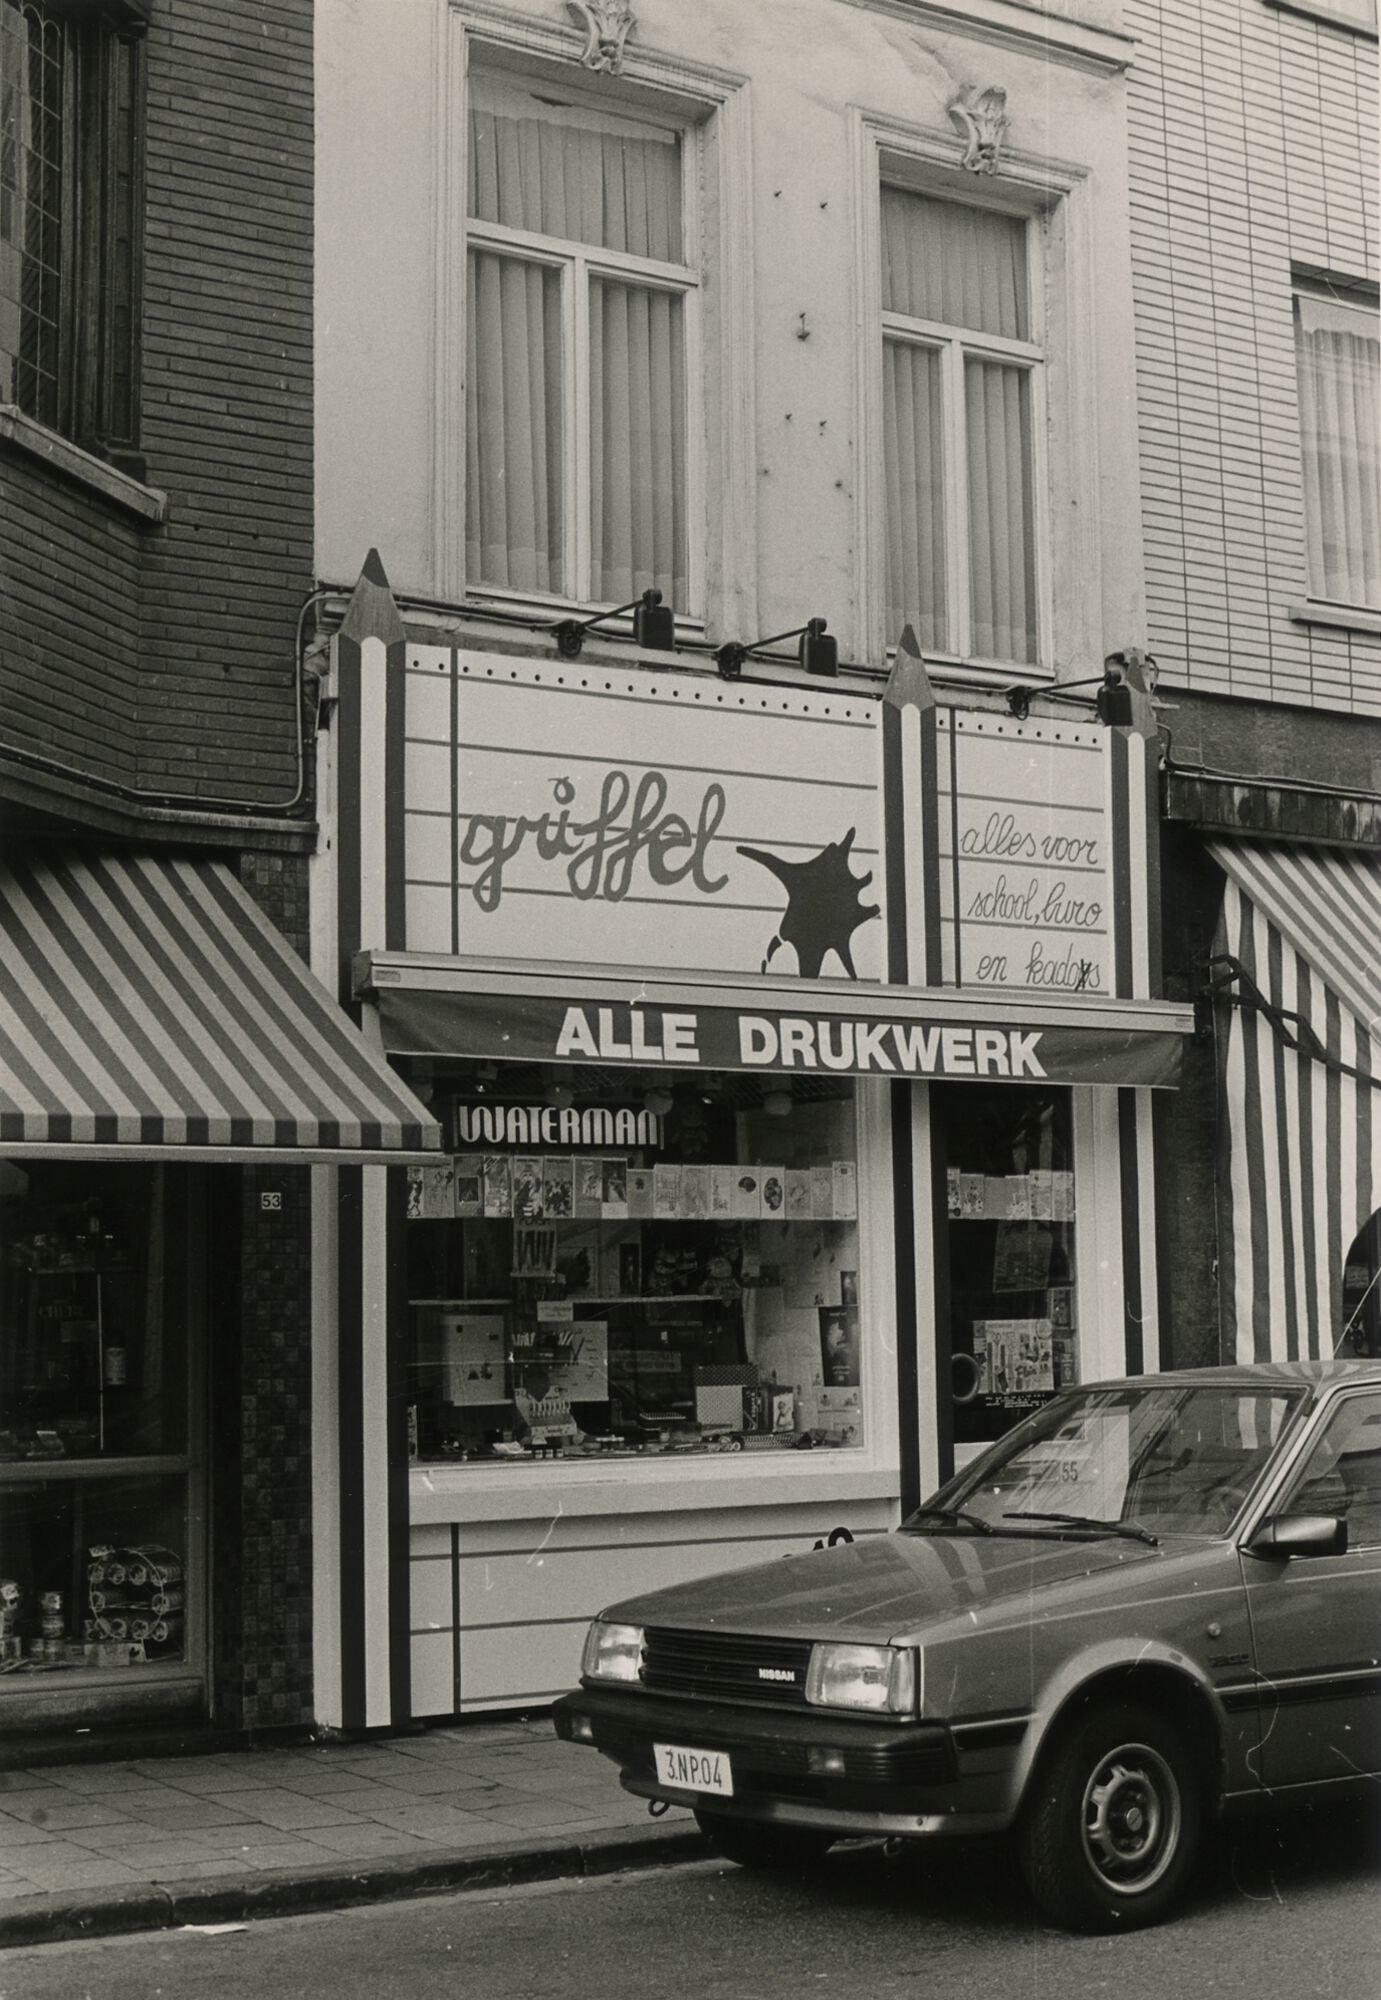 griffel
alles voor
school, buro
en kado's
ALLE DRUKWERK
WATERMAN
53
55
NISSAN
3.NP.04